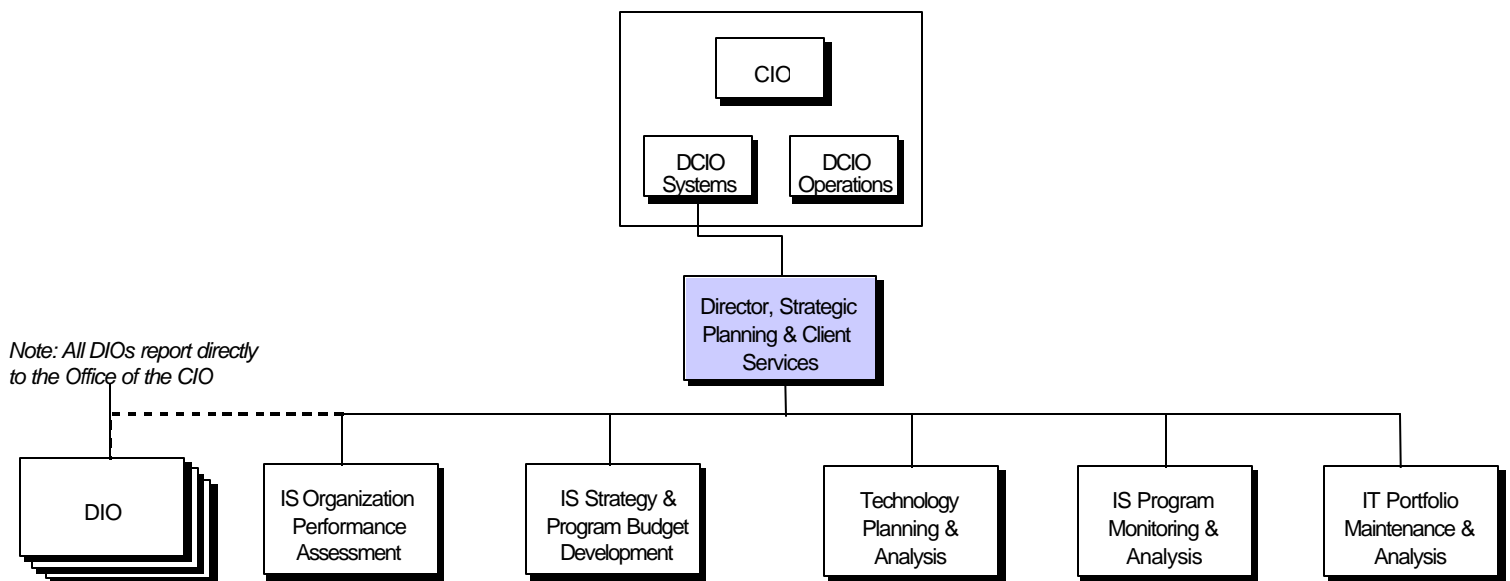 CIO
DCIO
Systems
DCIO
Operations
Director, Strategic
Planning & Client
Services
Note: All DIOs report directly
to the Office of the CIO
DIO
IS Organization
Performance
Assessment
IS Strategy &
Program Budget
Development
Technology
Planning &
Analysis
IS Program
Monitoring &
Analysis
IT Portfolio
Maintenance &
Analysis